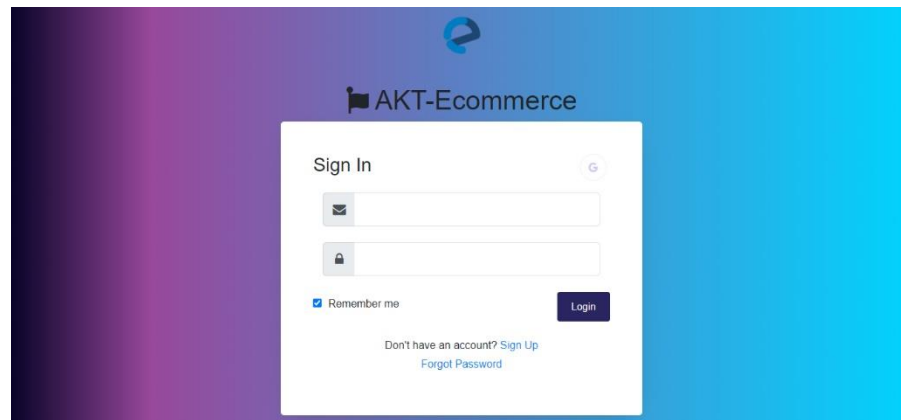 AKT-Ecommerce
Sign In
G
Remember me
Login
Don't have an account? Sign Up
Forgot Password